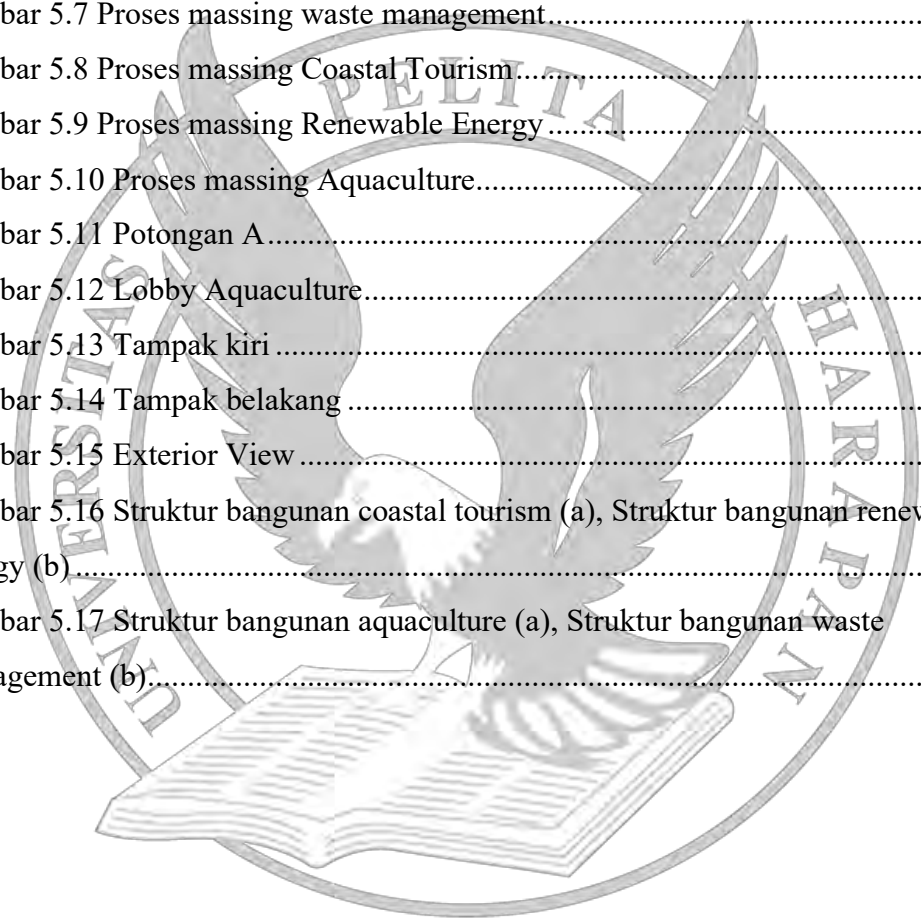 bar 5.7 Proses massing waste management.....................................................
bar 5.8 Proses massing Coastal Tourism.........................................................
bar 5.9 Proses massing Renewable Energy.....................................................
bar 5.10 Proses massing Aquaculture..............................................................
bar 5.11 Potongan A........................................................................................
bar 5.12 Lobby Aquaculture............................................................................
bar 5.13 Tampak kiri.......................................................................................
bar 5.14 Tampak belakang..............................................................................
bar 5.15 Exterior View....................................................................................
bar 5.16 Struktur bangunan coastal tourism (a), Struktur bangunan renew
gy (b)...............................................................................................................
bar 5.17 Struktur bangunan aquaculture (a), Struktur bangunan waste
agement (b).....................................................................................................
UNIVERSITAS PELITA HARAPAN